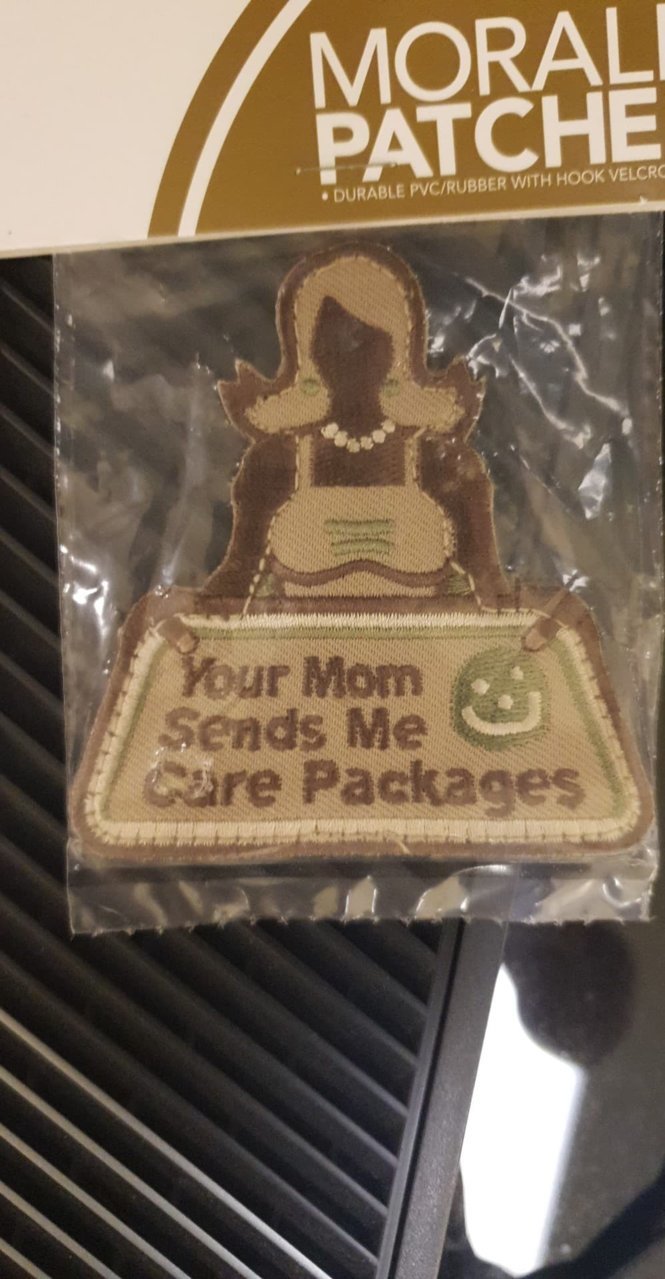 MORAL
PATCHE
• DURABLE PVC/RUBBER WITH HOOK VELCRO
Your Mom
Sends Me
Care Packages